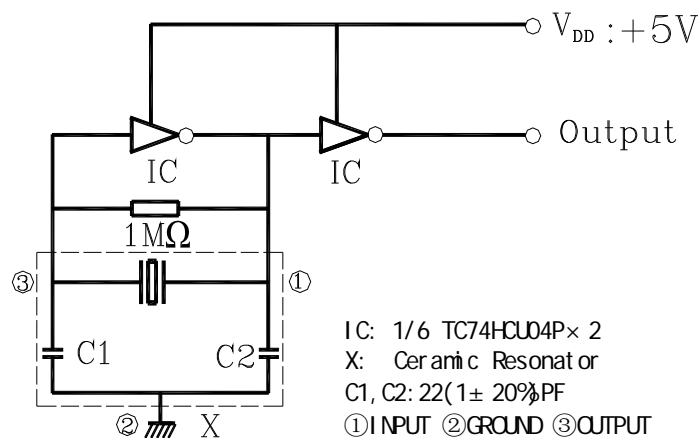 V_DD :+5V
Output
IC
IC
1MΩ
③
①
C1
C2
②
X
IC: 1/6 TC74HCU04P×2
X: Ceramic Resonator
C1,C2:22(1±20%)PF
①INPUT ②GROUND ③OUTPUT